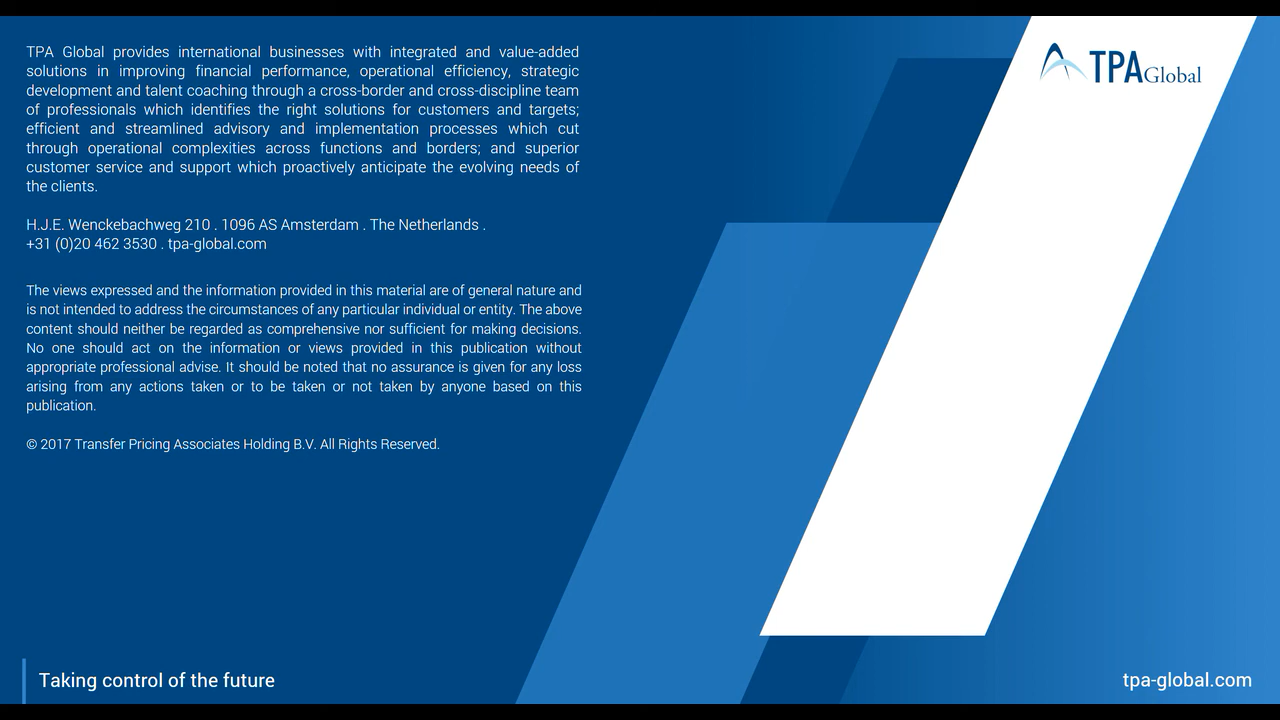 TPA Global provides international businesses with integrated and value-added
solutions in improving financial performance, operational efficiency, strategic
development and talent coaching through a cross-border and cross-discipline team
of professionals which identifies the right solutions for customers and targets;
efficient and streamlined advisory and implementation processes which cut
through operational complexities across functions and borders; and superior
customer service and support which proactively anticipate the evolving needs of
the clients.
H.J.E. Wenckebachweg 210 . 1096 AS Amsterdam . The Netherlands .
+31 (0)20 462 3530 . tpa-global.com
The views expressed and the information provided in this material are of general nature and
is not intended to address the circumstances of any particular individual or entity. The above
content should neither be regarded as comprehensive nor sufficient for making decisions.
No one should act on the information or views provided in this publication without
appropriate professional advise. It should be noted that no assurance is given for any loss
arising from any actions taken or to be taken or not taken by anyone based on this
publication.
© 2017 Transfer Pricing Associates Holding B.V. All Rights Reserved.
TPA Global
Taking control of the future
tpa-global.com